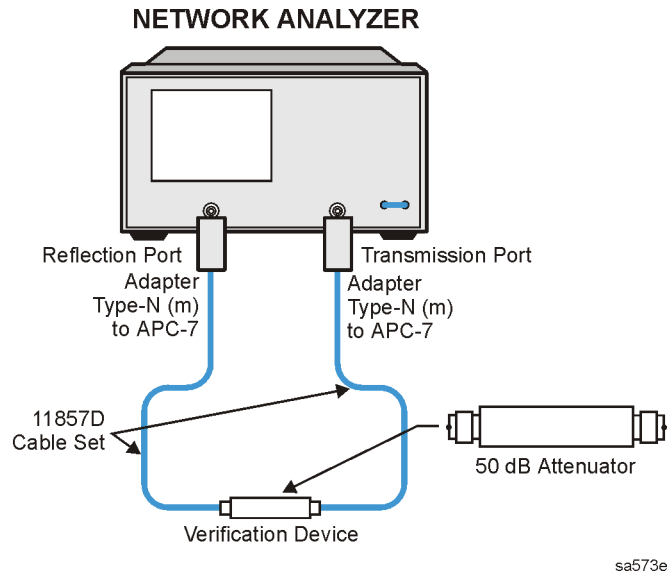 NETWORK ANALYZER
Reflection Port
Adapter
Type-N (m)
to APC-7
Transmission Port
Adapter
Type-N (m)
to APC-7
11857D
Cable Set
50 dB Attenuator
Verification Device
sa573e